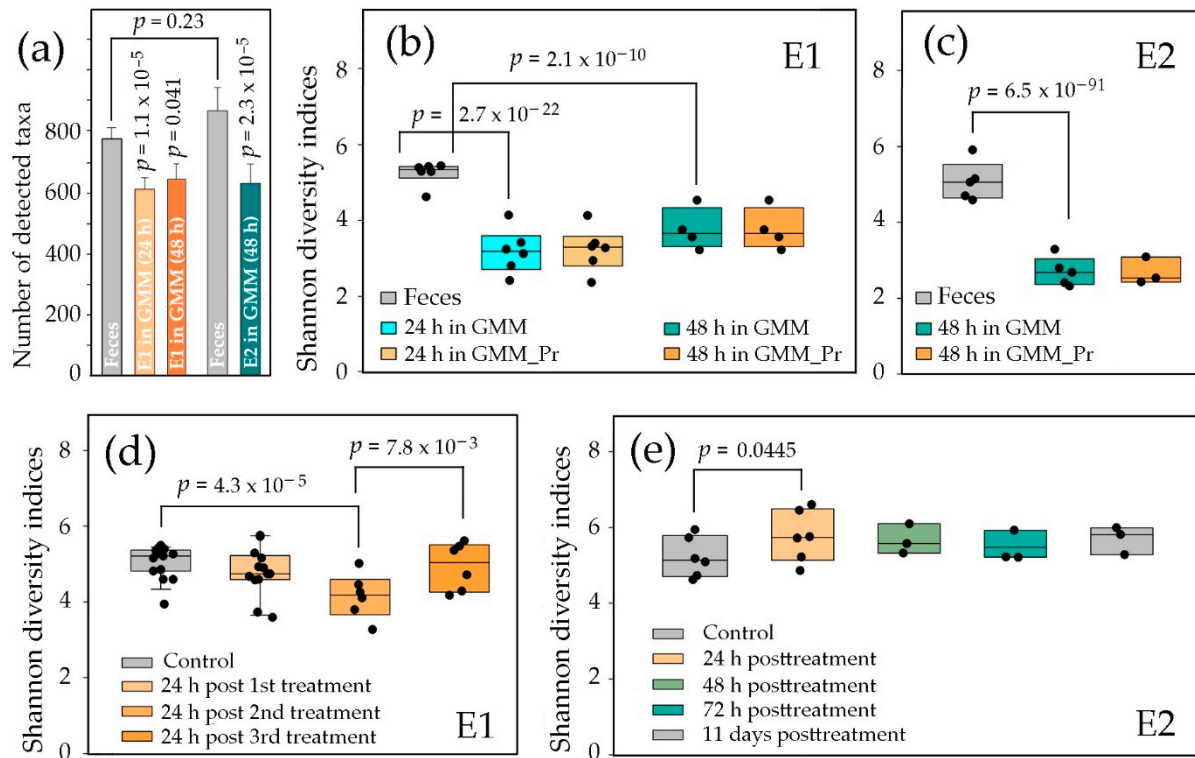 (a)
p = 0.23
p = 1.1 x 10−5
p = 0.041
p = 2.3 x 10−5
Number of detected taxa
800
600
400
200
0
Feces
E1 in GMM (24 h)
E1 in GMM (48 h)
Feces
E2 in GMM (48 h)
(b)
E1
p = 2.1 x 10−10
p = 2.7 x 10−22
Shannon diversity indices
8
6
4
2
0
Feces
24 h in GMM
24 h in GMM_Pr
48 h in GMM
48 h in GMM_Pr
(c)
E2
p = 6.5 x 10−91
8
6
4
2
0
Feces
48 h in GMM
48 h in GMM_Pr
(d)
p = 7.8 x 10−3
p = 4.3 x 10−5
Shannon diversity indices
8
6
4
2
0
Control
24 h post 1st treatment
24 h post 2nd treatment
24 h post 3rd treatment
E1
(e)
p = 0.0445
Shannon diversity indices
8
6
4
2
0
Control
24 h posttreatment
48 h posttreatment
72 h posttreatment
11 days posttreatment
E2